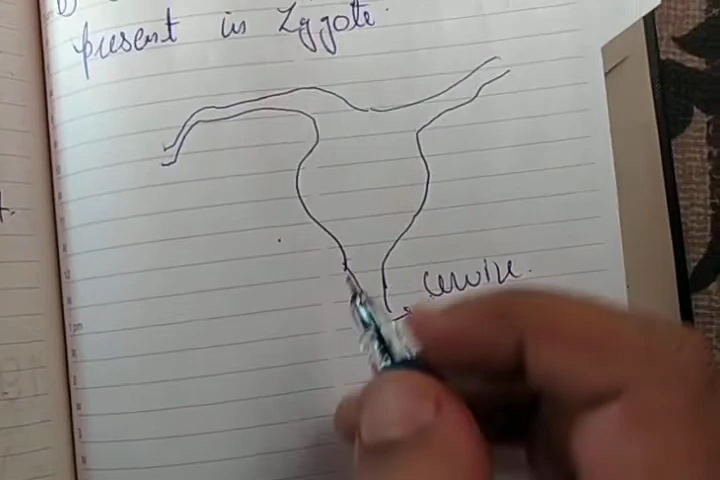 b)
present in Zygote.
cervix.